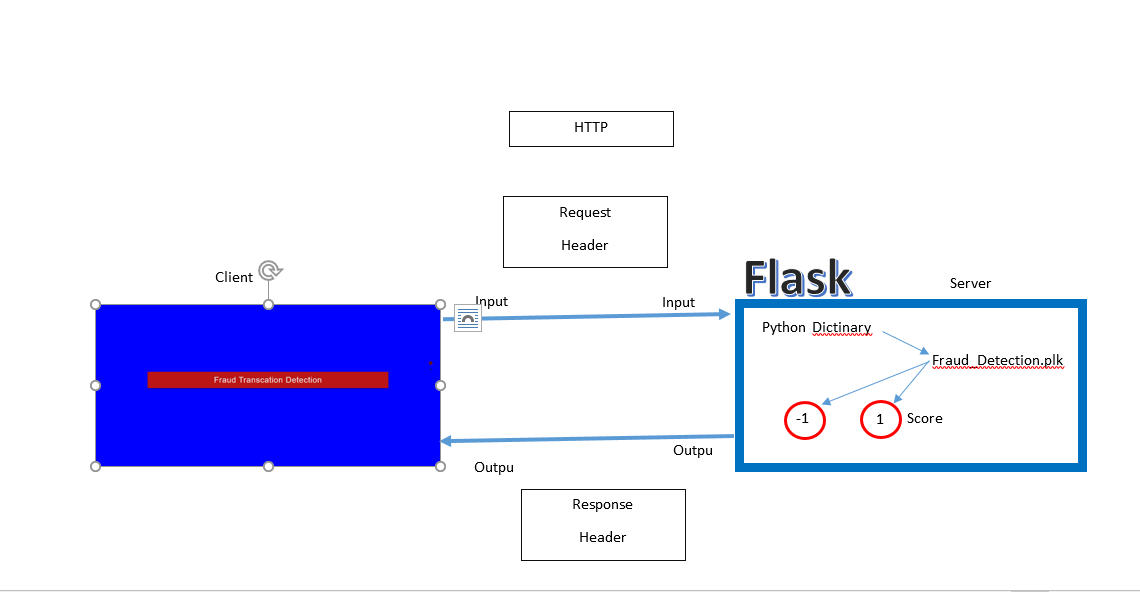 HTTP
Request
Header
Client
Flask
Server
Input
Input
Python Dictinary
Fraud_Detection.plk
Fraud Transcation Detection
-1
1
Score
Outpu
Outpu
Response
Header